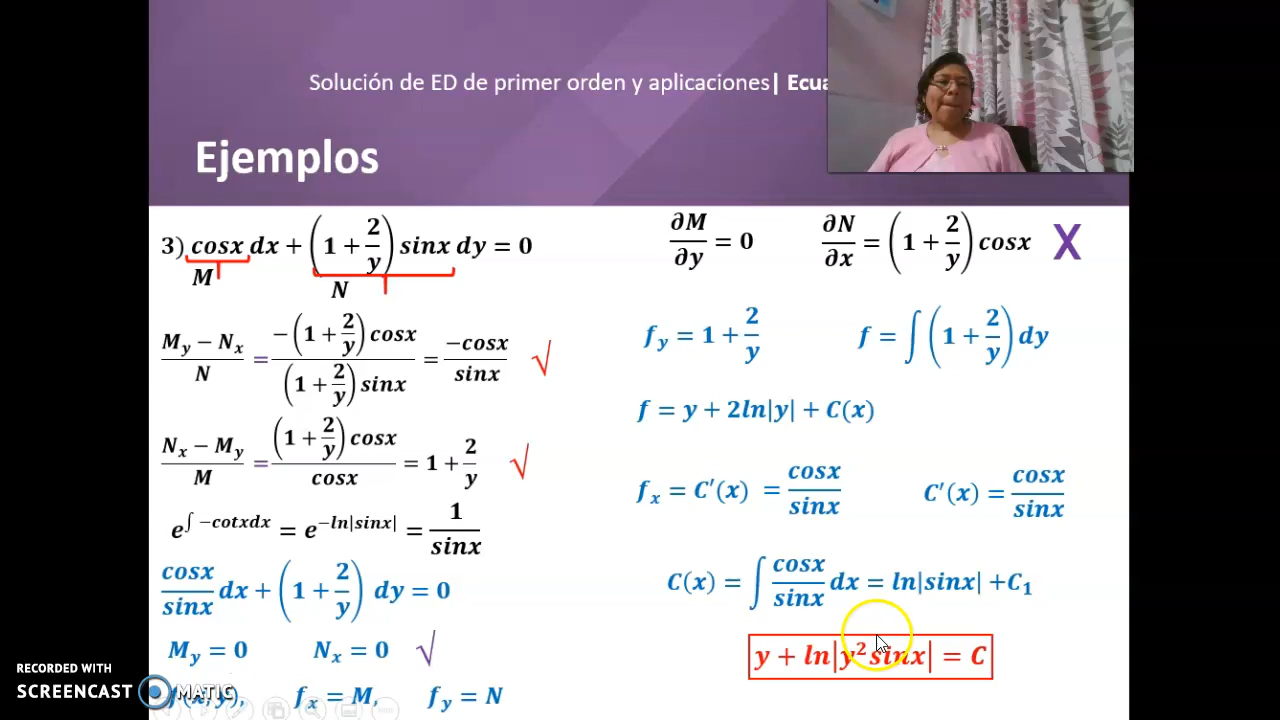 Solución de ED de primer orden y aplicaciones| Ecua
Ejemplos
3) cosx dx + (1 + 2/y) sinx dy = 0
M
N
∂M/∂y = 0
∂N/∂x = (1 + 2/y) cosx X
(M_y − N_x)/N = −(1 + 2/y) cosx / (1 + 2/y) sinx = −cosx/sinx √
f_y = 1 + 2/y
f = ∫ (1 + 2/y) dy
f = y + 2ln|y| + C(x)
(N_x − M_y)/M = (1 + 2/y) cosx / cosx = 1 + 2/y √
f_x = C′(x) = cosx/sinx
C′(x) = cosx/sinx
e^{∫ −cotxdx} = e^{−ln|sinx|} = 1/sinx
cosx/sinx dx + (1 + 2/y) dy = 0
C(x) = ∫ cosx/sinx dx = ln|sinx| + C₁
M_y = 0 N_x = 0 √
y + ln|y² sinx| = C
f(x, y), f_x = M, f_y = N
RECORDED WITH
SCREENCAST MATIC